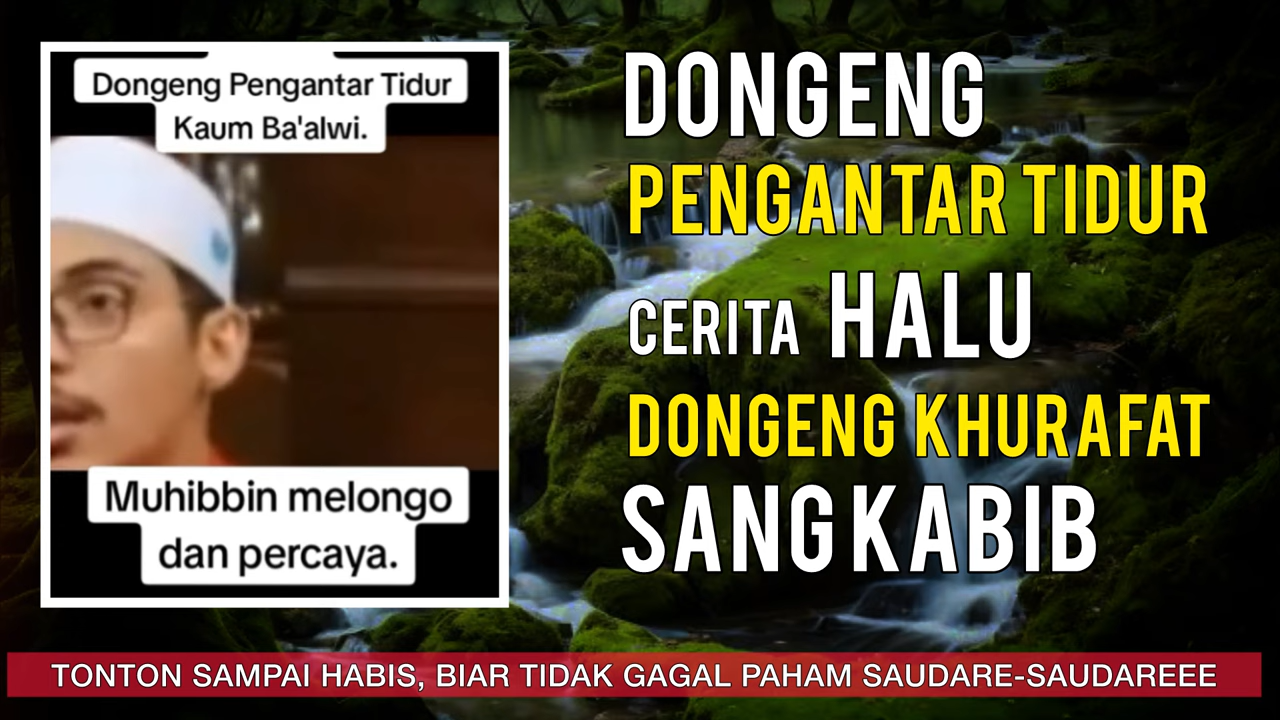 Dongeng Pengantar Tidur
Kaum Ba'alwi.
Muhibbin melongo
dan percaya.
DONGENG
PENGANTAR TIDUR
CERITA HALU
DONGENG KHURAFAT
SANG KABIB
TONTON SAMPAI HABIS, BIAR TIDAK GAGAL PAHAM SAUDARE-SAUDAREEE